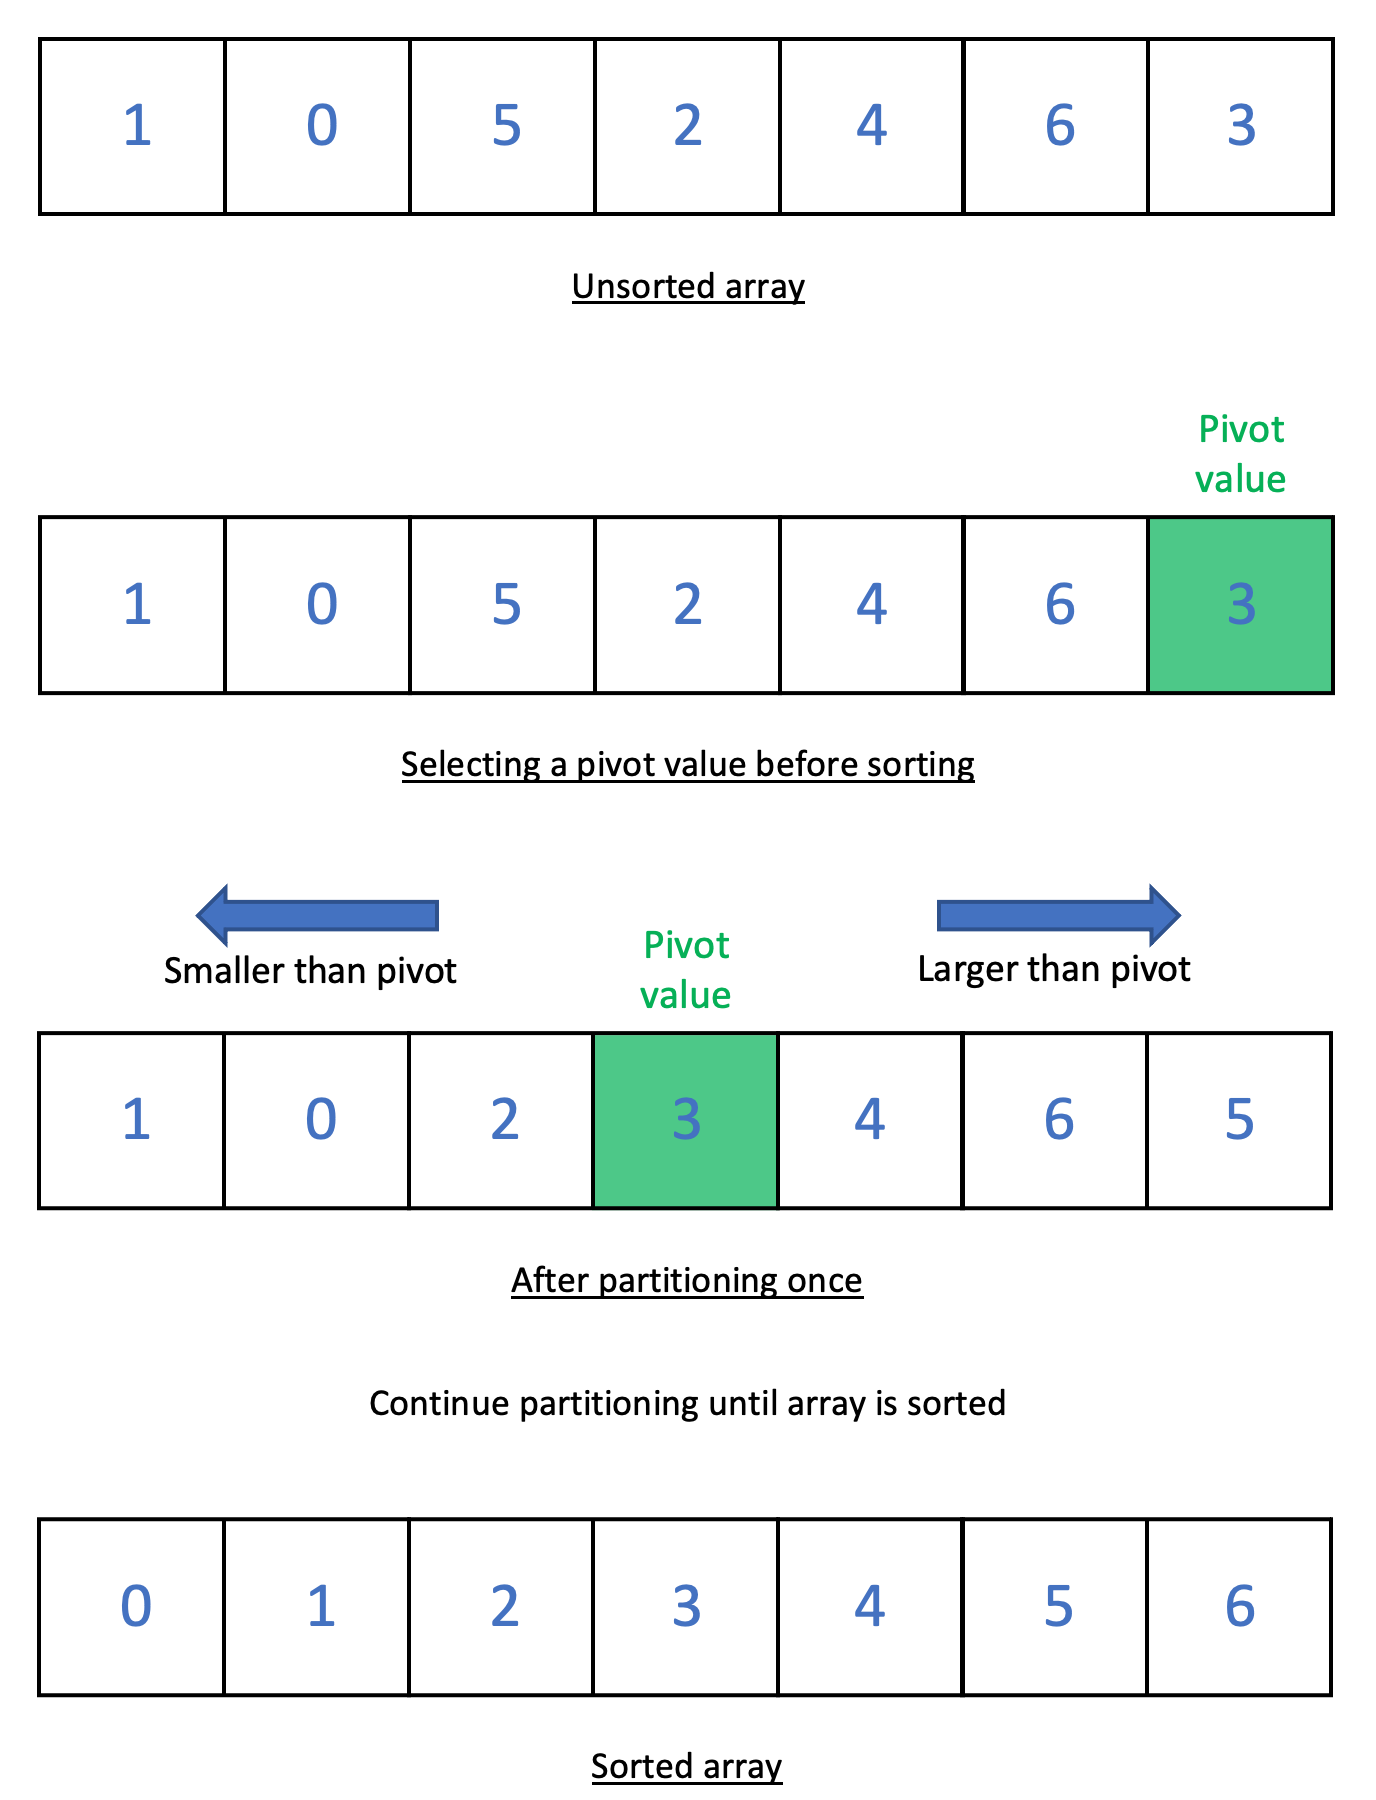 1 0 5 2 4 6 3
Unsorted array
Pivot
value
1 0 5 2 4 6 3
Selecting a pivot value before sorting
Smaller than pivot
Pivot
value
Larger than pivot
1 0 2 3 4 6 5
After partitioning once
Continue partitioning until array is sorted
0 1 2 3 4 5 6
Sorted array